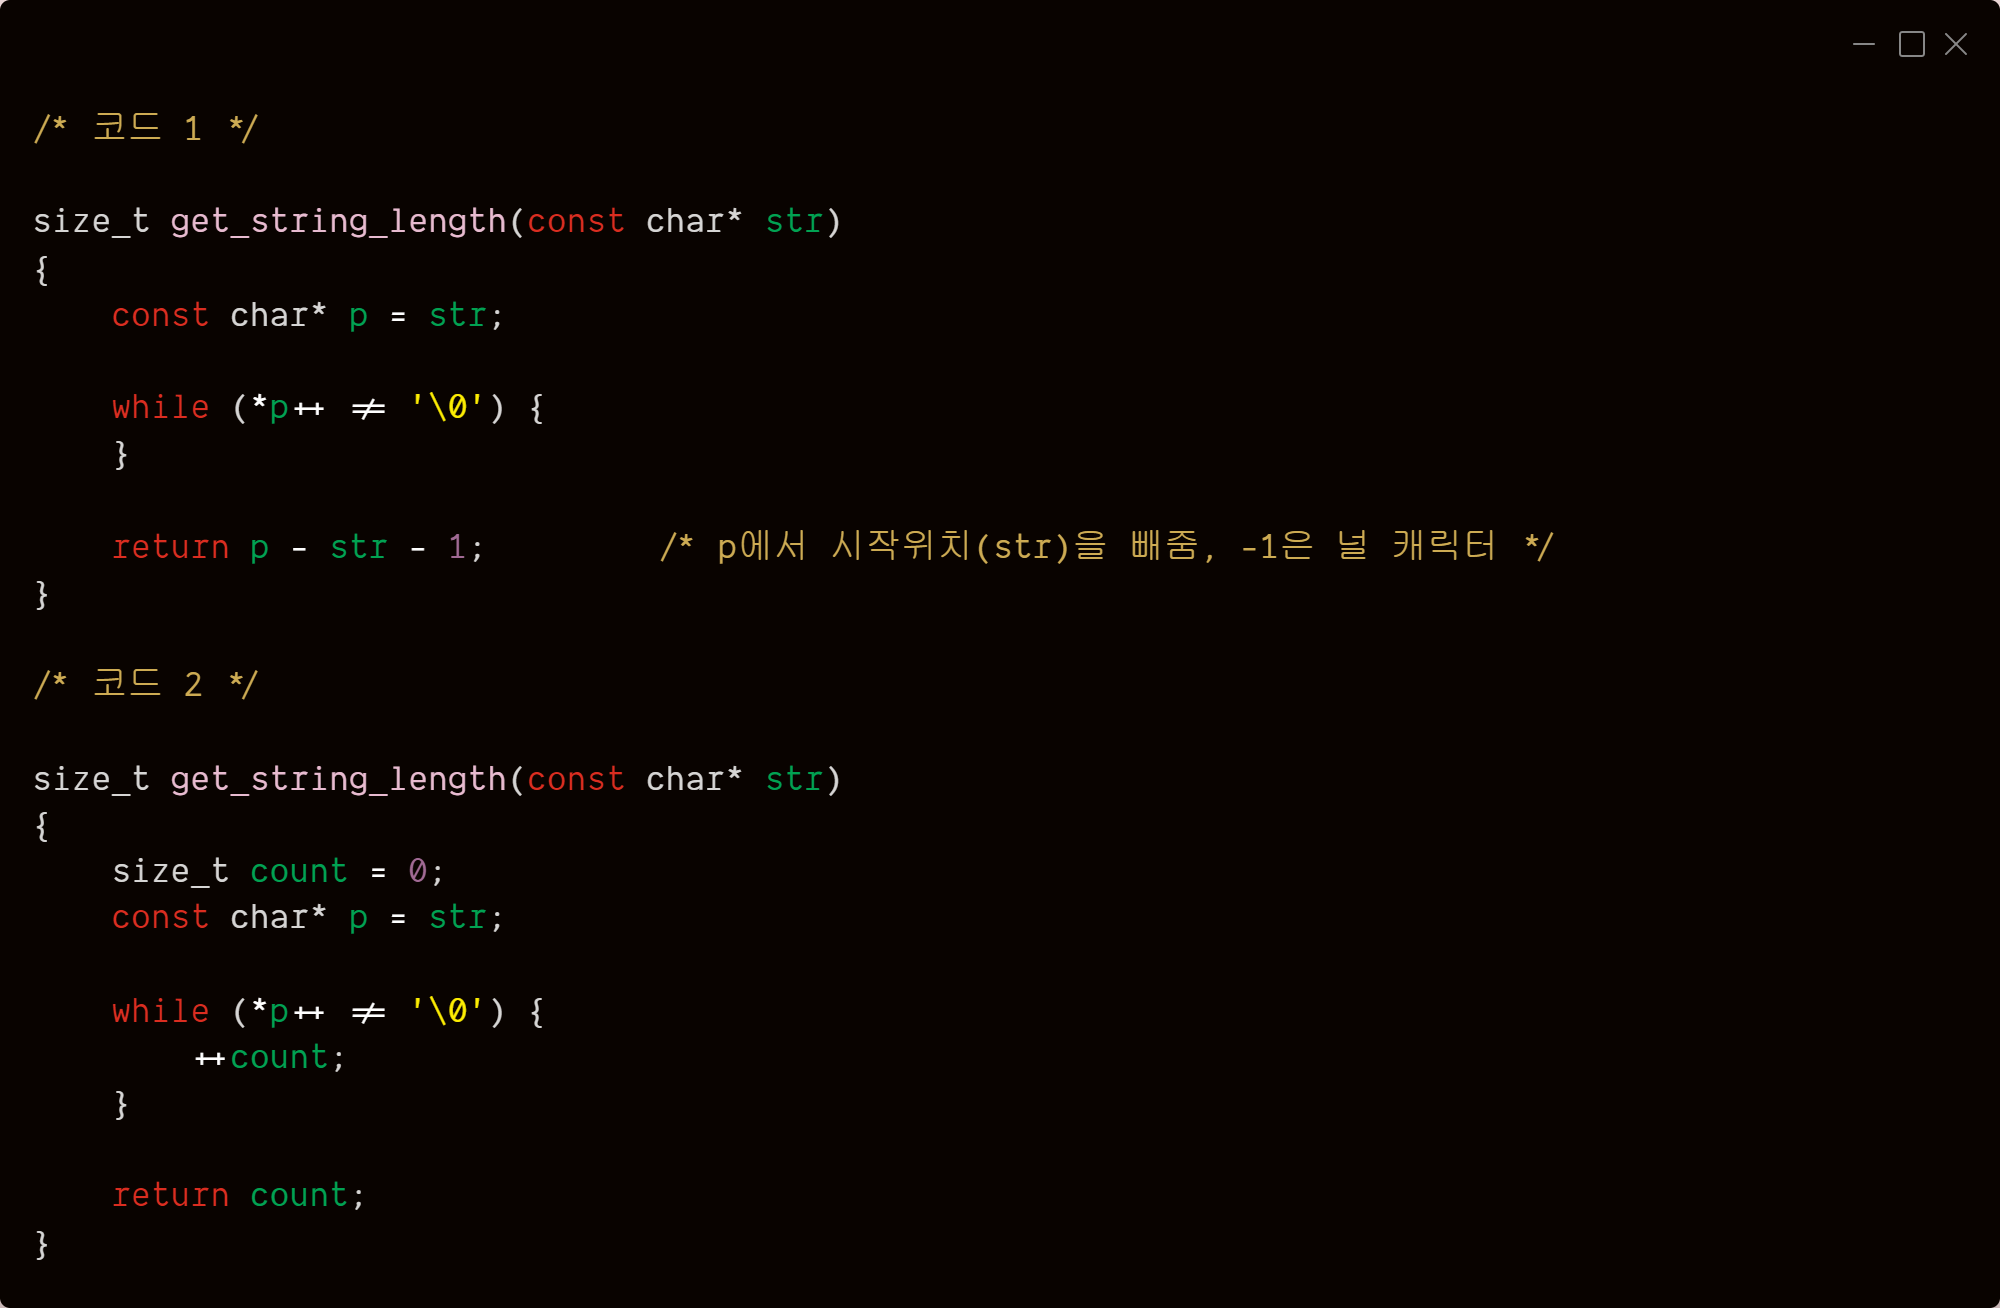 /* 코드 1 */
size_t get_string_length(const char* str)
{
    const char* p = str;
    while (*p++ != '\0') {
    }
    return p - str - 1;         /* p에서 시작위치(str)을 빼줌, -1은 널 캐릭터 */
}
/* 코드 2 */
size_t get_string_length(const char* str)
{
    size_t count = 0;
    const char* p = str;
    while (*p++ != '\0') {
        ++count;
    }
    return count;
}